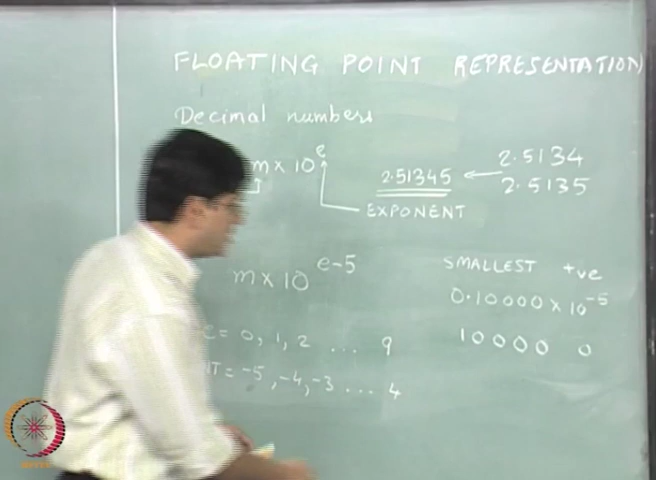 FLOATING POINT REPRESENTATION
Decimal numbers
m × 10^e
EXPONENT
2.51345 ← 2.5134
2.5135
m × 10^e-5
= 0, 1, 2 ... 9
= -5, -4, -3 ... 4
SMALLEST +ve
0.10000 × 10^-5
10000 0